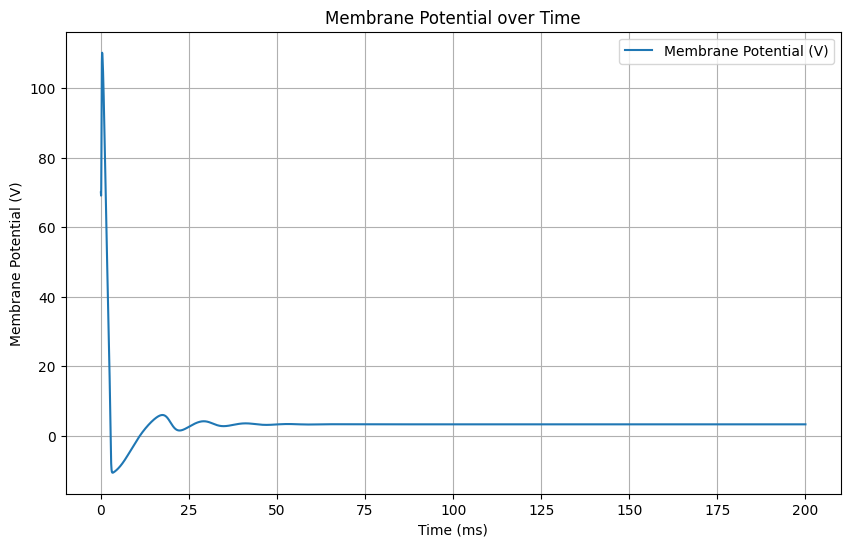 Membrane Potential over Time
Membrane Potential (V)
Membrane Potential (V)
100
80
60
40
20
0
0 25 50 75 100 125 150 175 200
Time (ms)